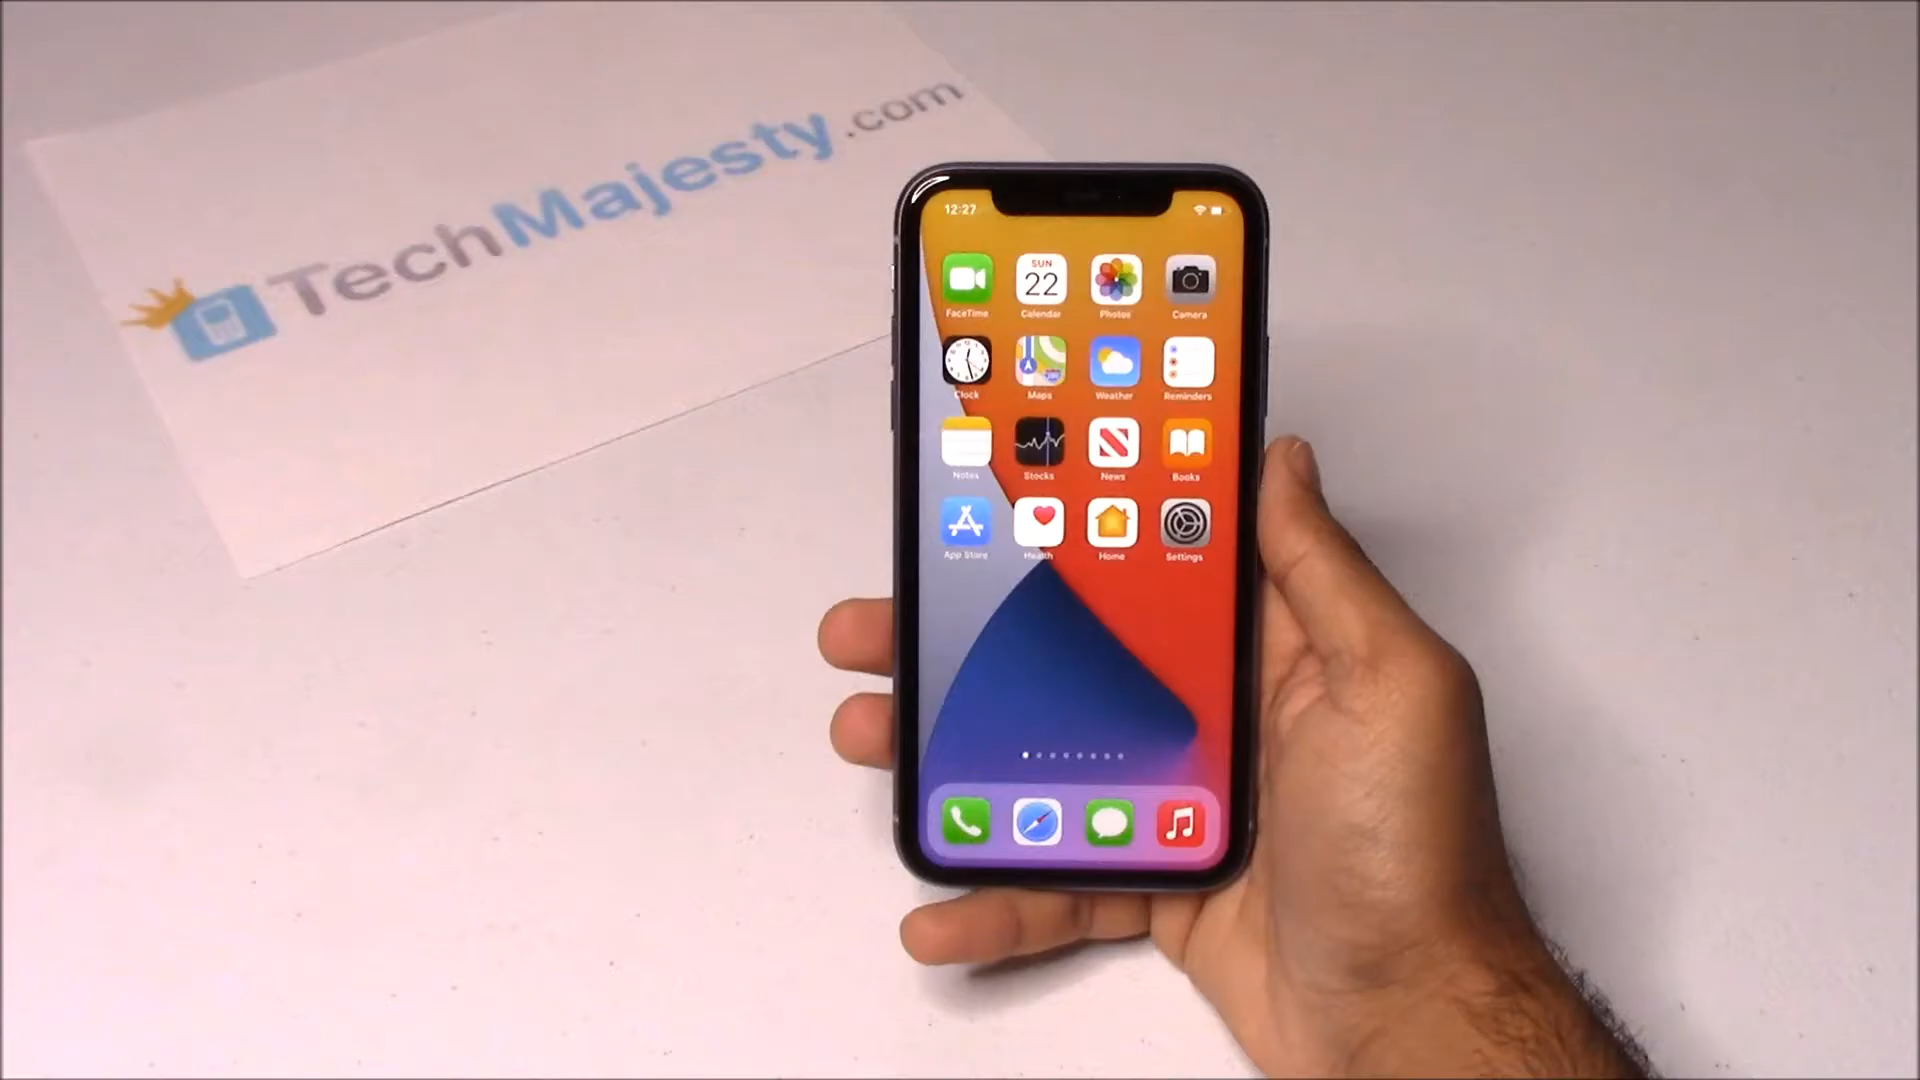 TechMajesty.com
12:27
SUN
22
FaceTime Calendar Photos Camera
Clock Maps Weather Reminders
Notes Stocks News Books
App Store Health Home Settings